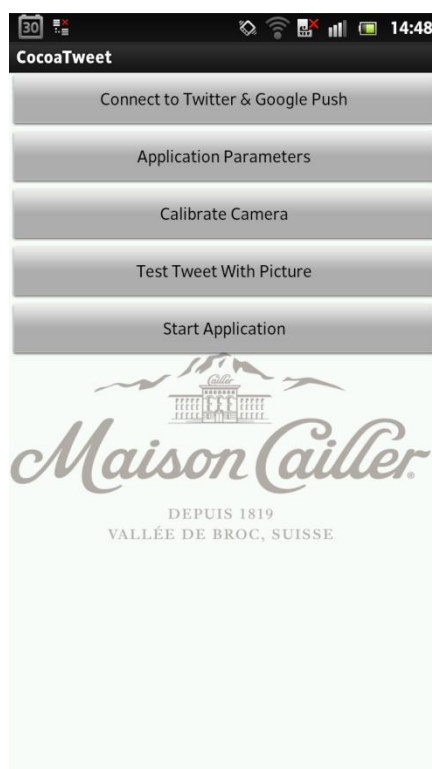 30 14:48
CocoaTweet
Connect to Twitter & Google Push
Application Parameters
Calibrate Camera
Test Tweet With Picture
Start Application
Cailler
Maison Cailler®
DEPUIS 1819
VALLÉE DE BROC, SUISSE